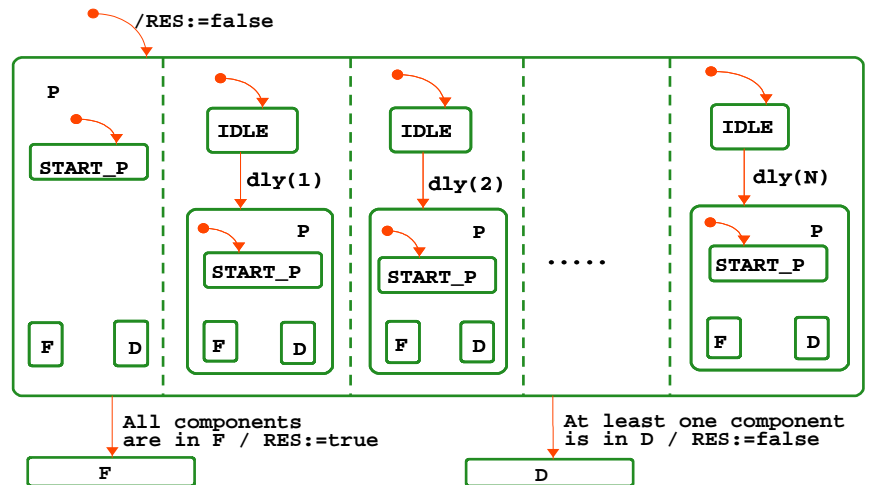 /RES:=false
P
IDLE
IDLE
IDLE
START_P
dly(1)
dly(2)
dly(N)
P
P
P
START_P
START_P
START_P
.....
F
D
F
D
F
D
F
D
All components
are in F / RES:=true
At least one component
is in D / RES:=false
F
D